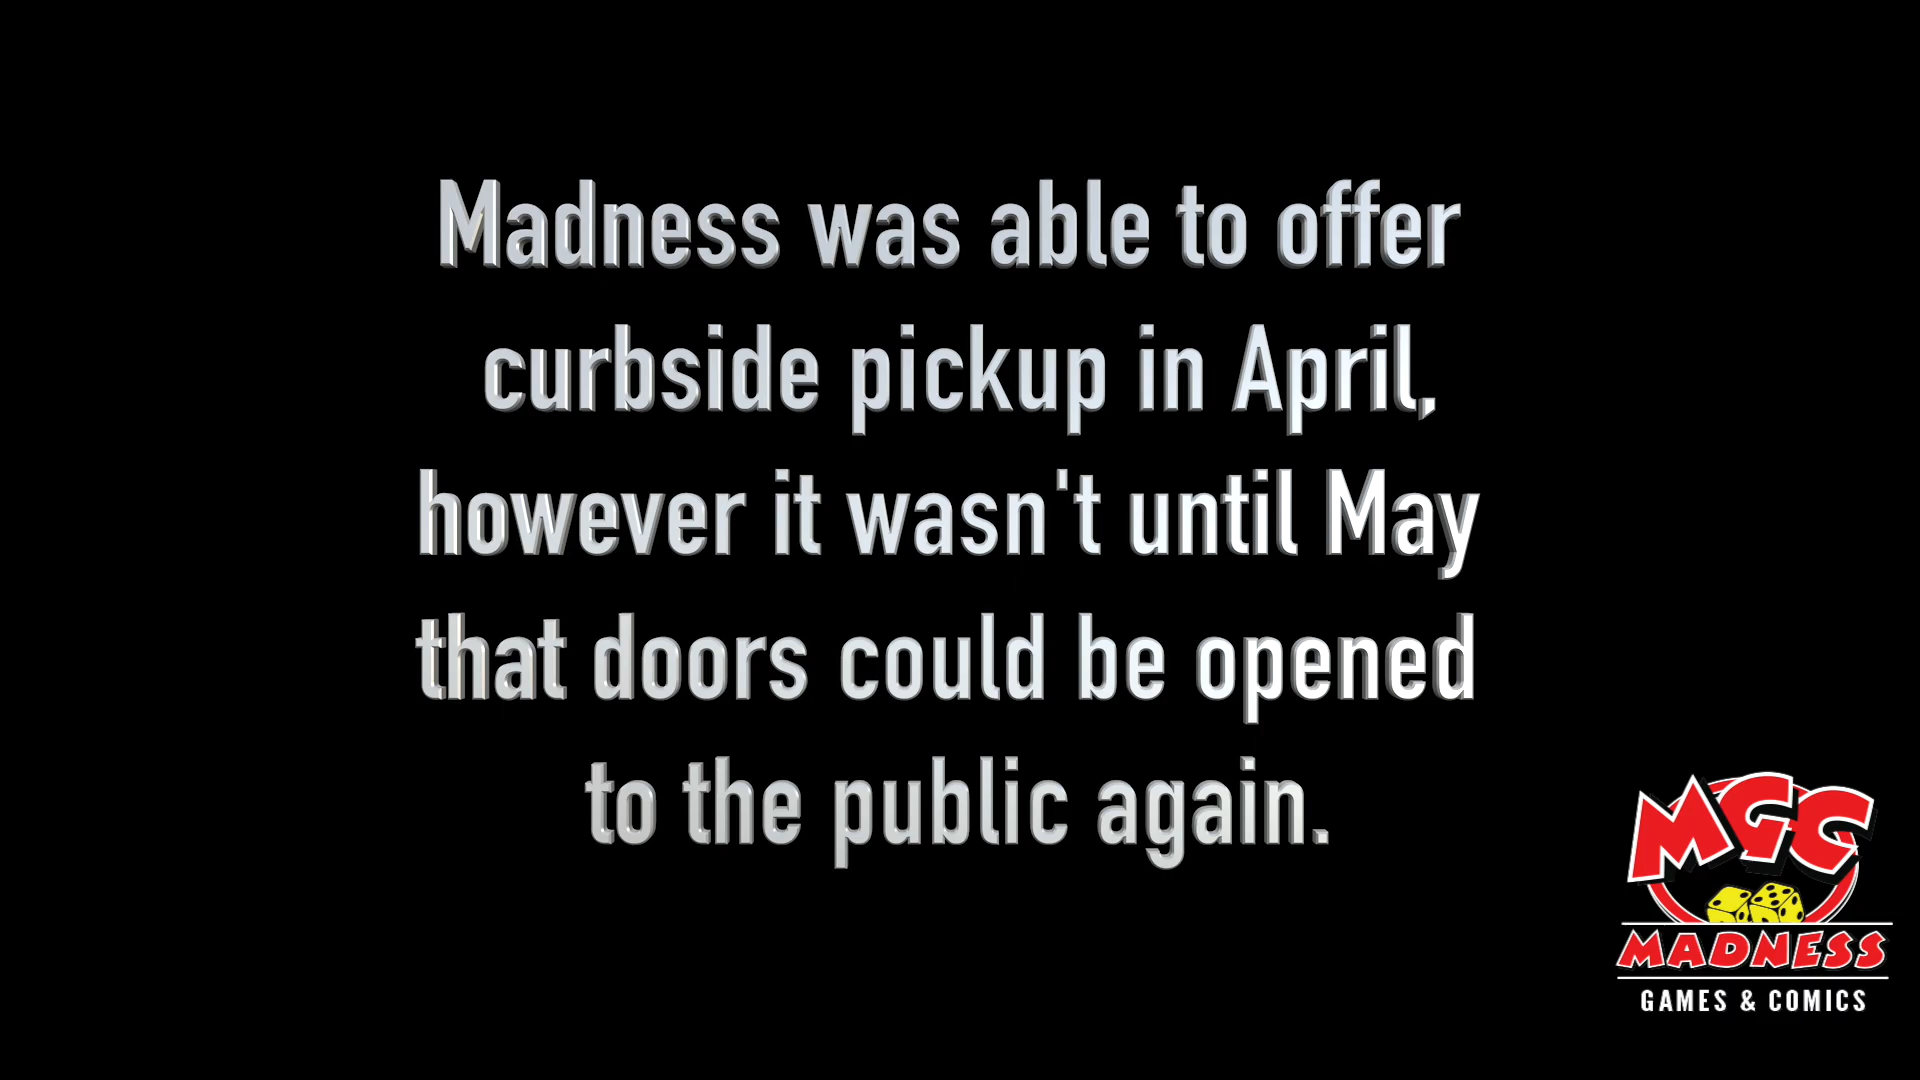 Madness was able to offer
curbside pickup in April,
however it wasn't until May
that doors could be opened
to the public again.
MGC
MADNESS
GAMES & COMICS